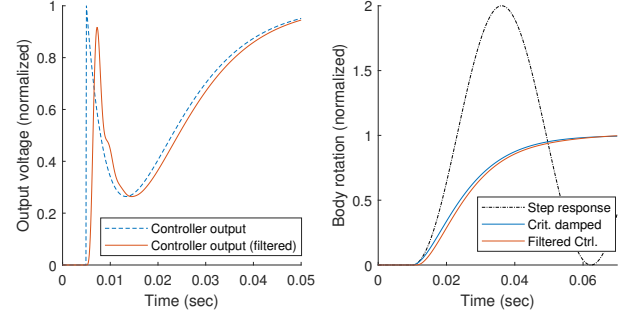 Output voltage (normalized)
1
0.8
0.6
0.4
0.2
0
0
0.01
0.02
0.03
0.04
0.05
Controller output
Controller output (filtered)
Time (sec)
Body rotation (normalized)
2
1.5
1
0.5
0
0
0.02
0.04
0.06
Step response
Crit. damped
Filtered Ctrl.
Time (sec)